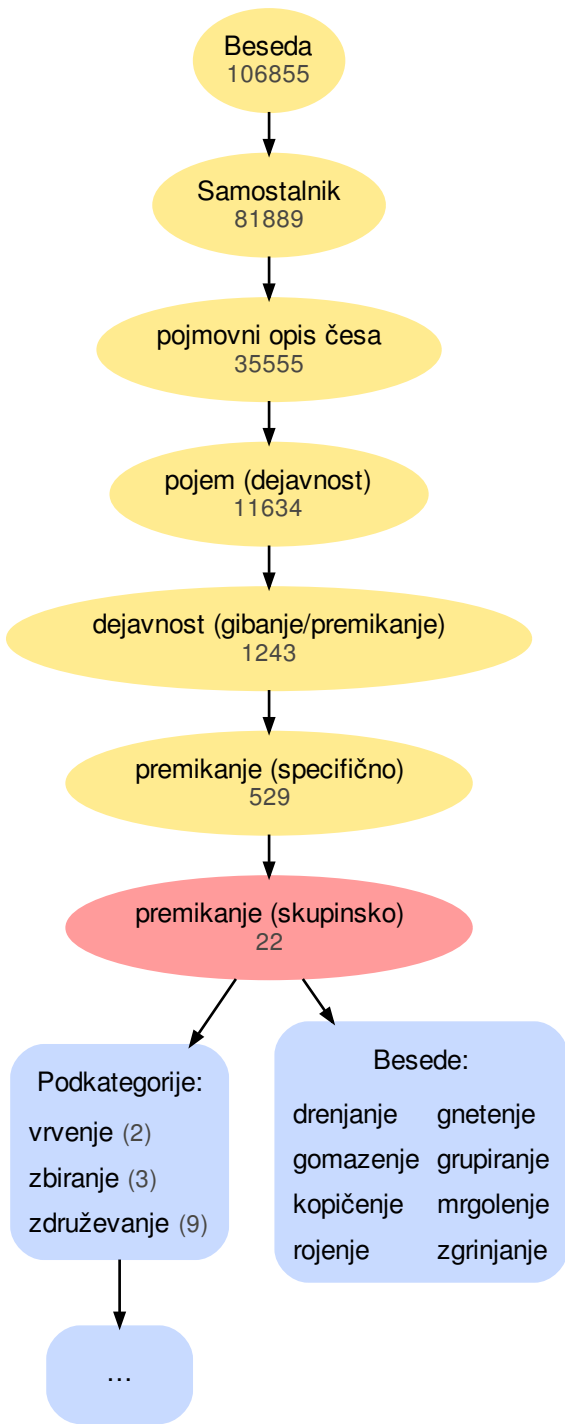 Beseda
106855
Samostalnik
81889
pojmovni opis česa
35555
pojem (dejavnost)
11634
dejavnost (gibanje/premikanje)
1243
premikanje (specifično)
529
premikanje (skupinsko)
22
Podkategorije:
vrvenje (2)
zbiranje (3)
združevanje (9)
Besede:
drenjanje gnetenje
gomazenje grupiranje
kopičenje mrgolenje
rojenje zgrinjanje
...